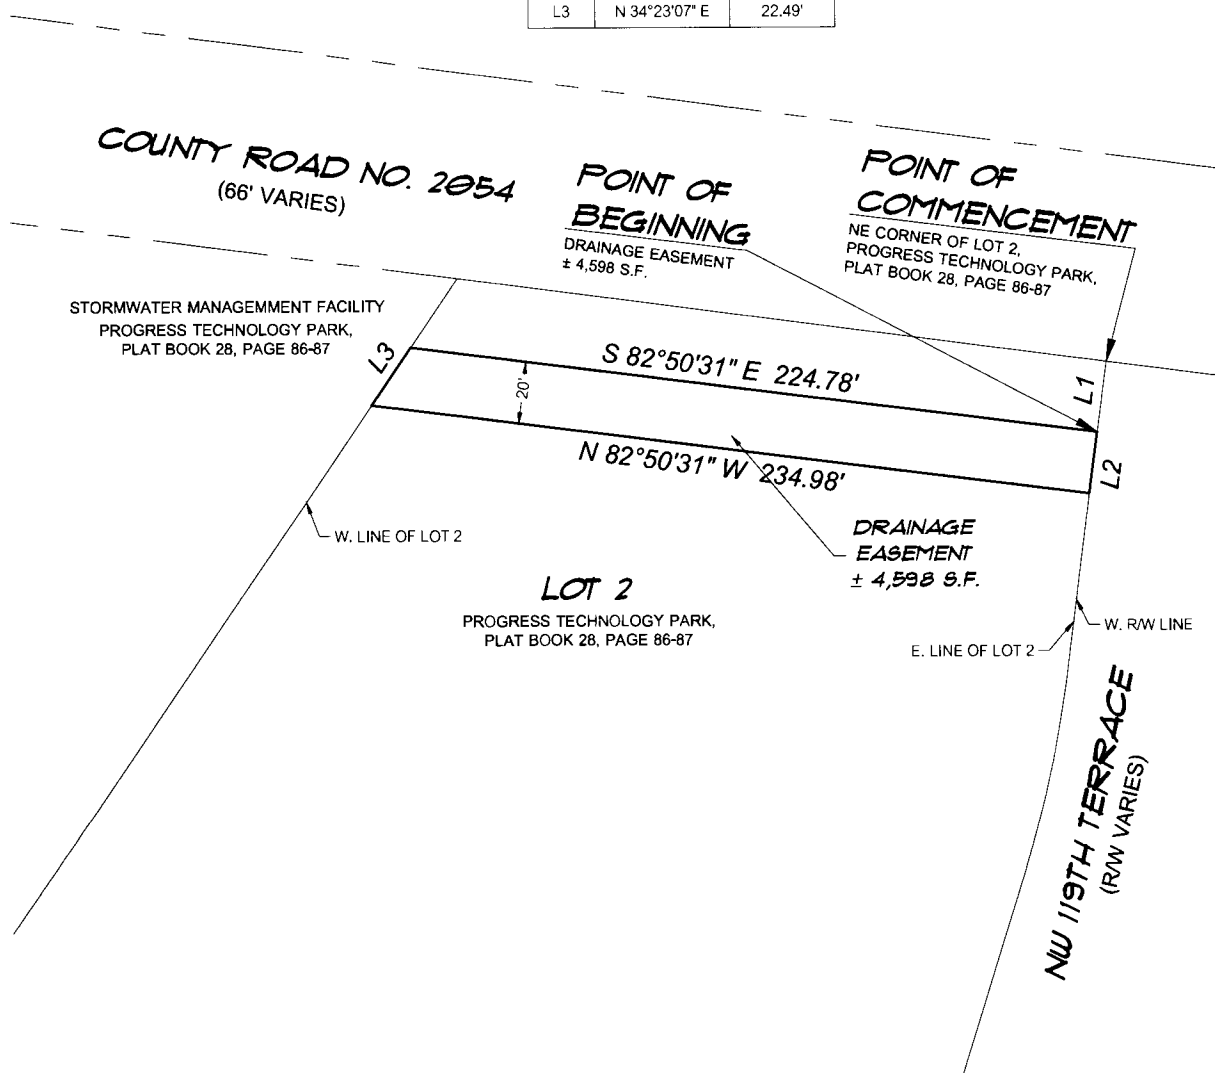 L3 N 34°23'07" E 22.49'
COUNTY ROAD NO. 2054
(66' VARIES)
POINT OF
BEGINNING
DRAINAGE EASEMENT
± 4,598 S.F.
POINT OF
COMMENCEMENT
NE CORNER OF LOT 2,
PROGRESS TECHNOLOGY PARK,
PLAT BOOK 28, PAGE 86-87
STORMWATER MANAGEMMENT FACILITY
PROGRESS TECHNOLOGY PARK,
PLAT BOOK 28, PAGE 86-87
L3
S 82°50'31" E 224.78'
L1
20'
N 82°50'31" W 234.98'
L2
W. LINE OF LOT 2
DRAINAGE
EASEMENT
± 4,598 S.F.
LOT 2
PROGRESS TECHNOLOGY PARK,
PLAT BOOK 28, PAGE 86-87
W. R/W LINE
E. LINE OF LOT 2
NW 119TH TERRACE
(R/W VARIES)